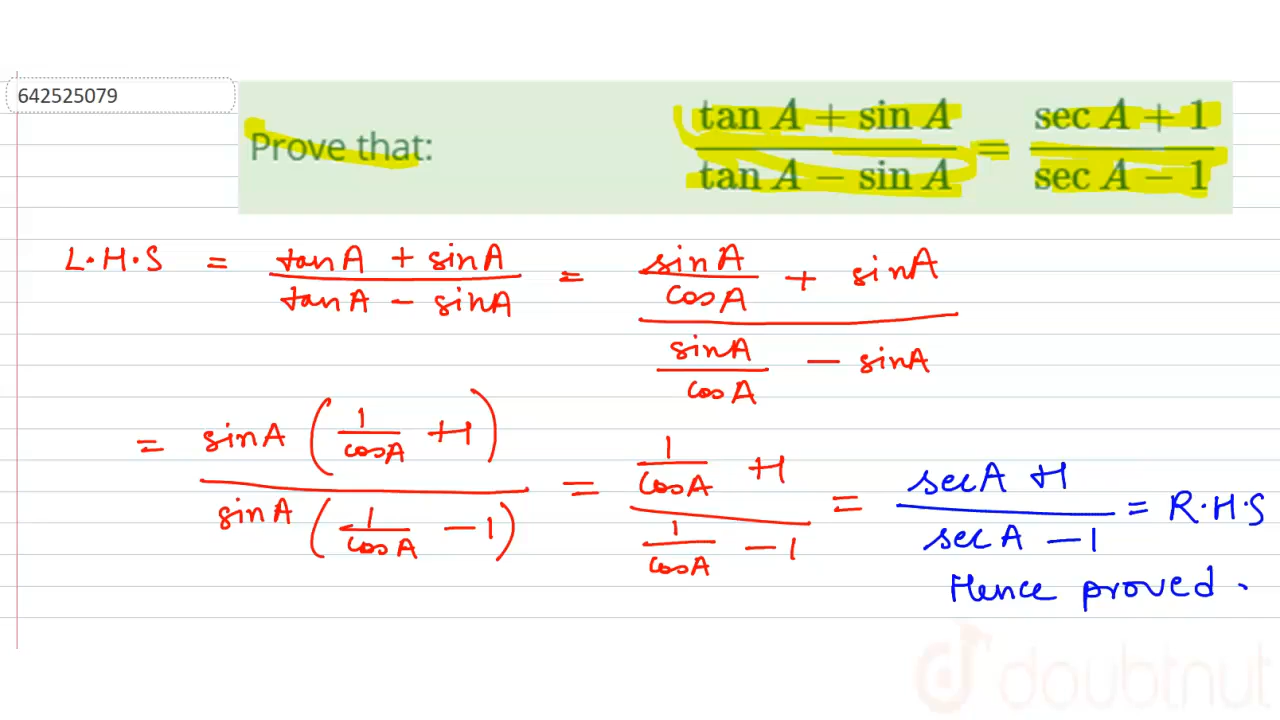 642525079
Prove that: (tan A + sin A)/(tan A − sin A) = (sec A + 1)/(sec A − 1)
L.H.S = (tanA + sinA)/(tanA − sinA) = (sinA/cosA + sinA)/(sinA/cosA − sinA)
= (sinA (1/cosA + 1))/(sinA (1/cosA − 1)) = (1/cosA + 1)/(1/cosA − 1) = (secA + 1)/(secA − 1) = R.H.S
Hence proved.
doubtnut